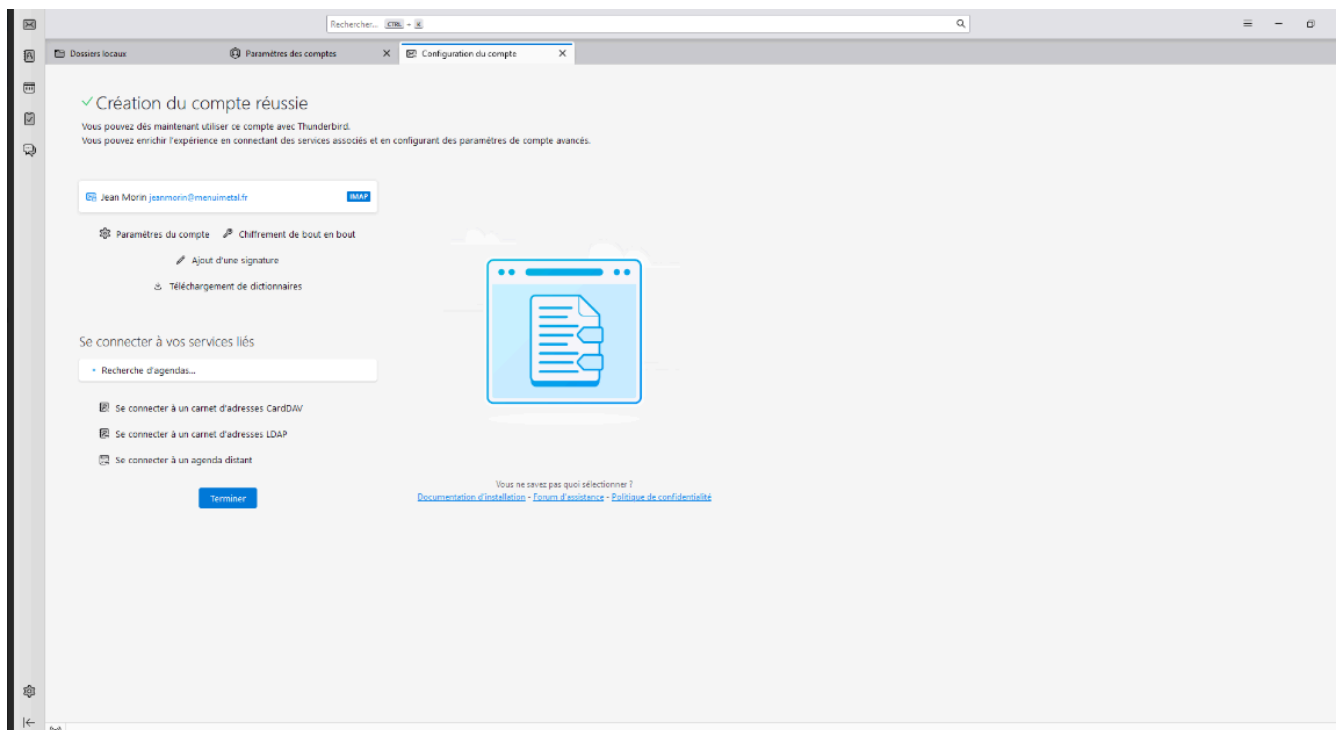 Rechercher... CTRL + K
Dossiers locaux
Paramètres des comptes
Configuration du compte
Création du compte réussie
Vous pouvez dès maintenant utiliser ce compte avec Thunderbird.
Vous pouvez enrichir l'expérience en connectant des services associés et en configurant des paramètres de compte avancés.
Jean Morin jeanmorin@menuimetal.fr IMAP
Paramètres du compte Chiffrement de bout en bout
Ajout d'une signature
Téléchargement de dictionnaires
Se connecter à vos services liés
Recherche d'agendas...
Se connecter à un carnet d'adresses CardDAV
Se connecter à un carnet d'adresses LDAP
Se connecter à un agenda distant
Terminer
Vous ne savez pas quoi sélectionner ?
Documentation d'installation - Forum d'assistance - Politique de confidentialité